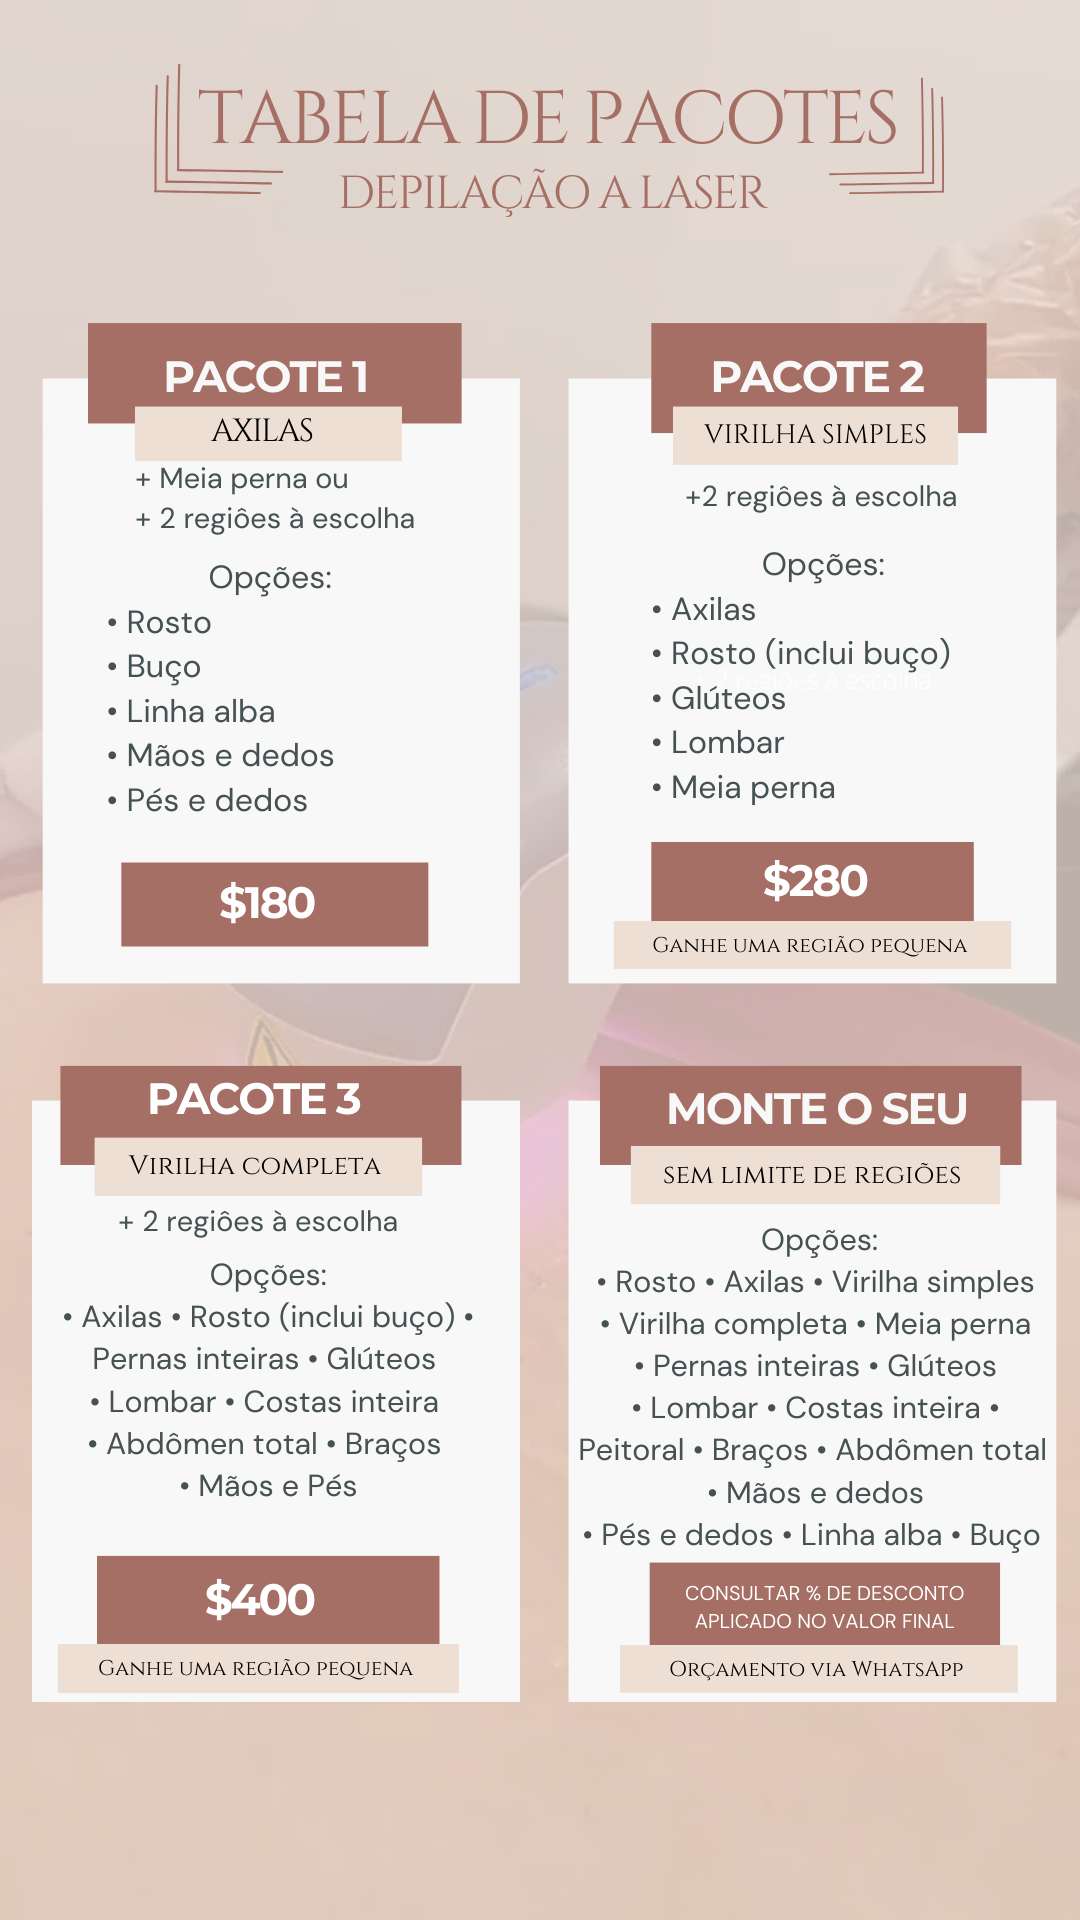 TABELA DE PACOTES
DEPILAÇÃO A LASER
PACOTE 1
AXILAS
+ Meia perna ou
+ 2 regiões à escolha
Opções:
• Rosto
• Buço
• Linha alba
• Mãos e dedos
• Pés e dedos
$180
PACOTE 2
VIRILHA SIMPLES
+2 regiões à escolha
Opções:
• Axilas
• Rosto (inclui buço)
+ 2 regiões à escolha
• Glúteos
• Lombar
• Meia perna
$280
GANHE UMA REGIÃO PEQUENA
PACOTE 3
VIRILHA COMPLETA
+ 2 regiões à escolha
Opções:
• Axilas • Rosto (inclui buço) •
Pernas inteiras • Glúteos
• Lombar • Costas inteira
• Abdômen total • Braços
• Mãos e Pés
$400
GANHE UMA REGIÃO PEQUENA
MONTE O SEU
SEM LIMITE DE REGIÕES
Opções:
• Rosto • Axilas • Virilha simples
• Virilha completa • Meia perna
• Pernas inteiras • Glúteos
• Lombar • Costas inteira •
Peitoral • Braços • Abdômen total
• Mãos e dedos
• Pés e dedos • Linha alba • Buço
CONSULTAR % DE DESCONTO
APLICADO NO VALOR FINAL
ORÇAMENTO VIA WHATSAPP